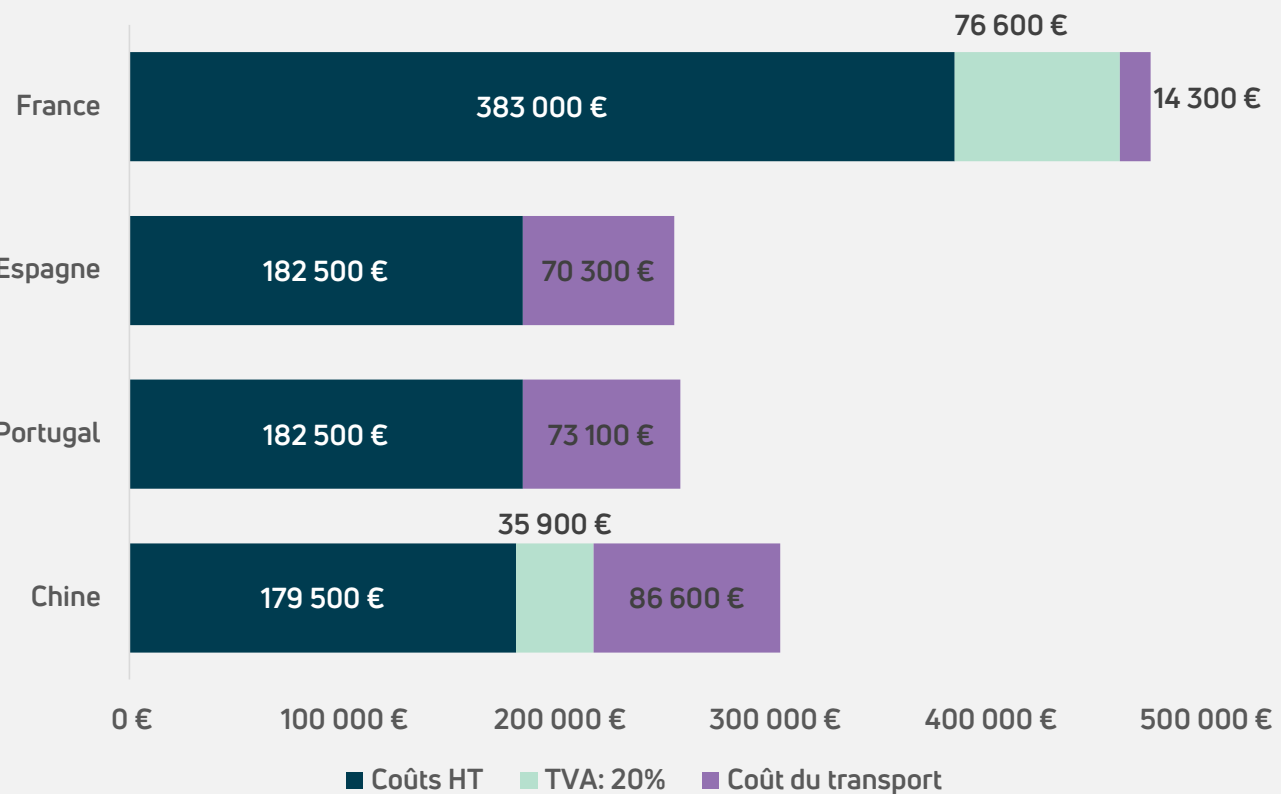 76 600 €
France
383 000 €
14 300 €
Espagne
182 500 €
70 300 €
Portugal
182 500 €
73 100 €
35 900 €
Chine
179 500 €
86 600 €
0 €
100 000 €
200 000 €
300 000 €
400 000 €
500 000 €
Coûts HT
TVA: 20%
Coût du transport